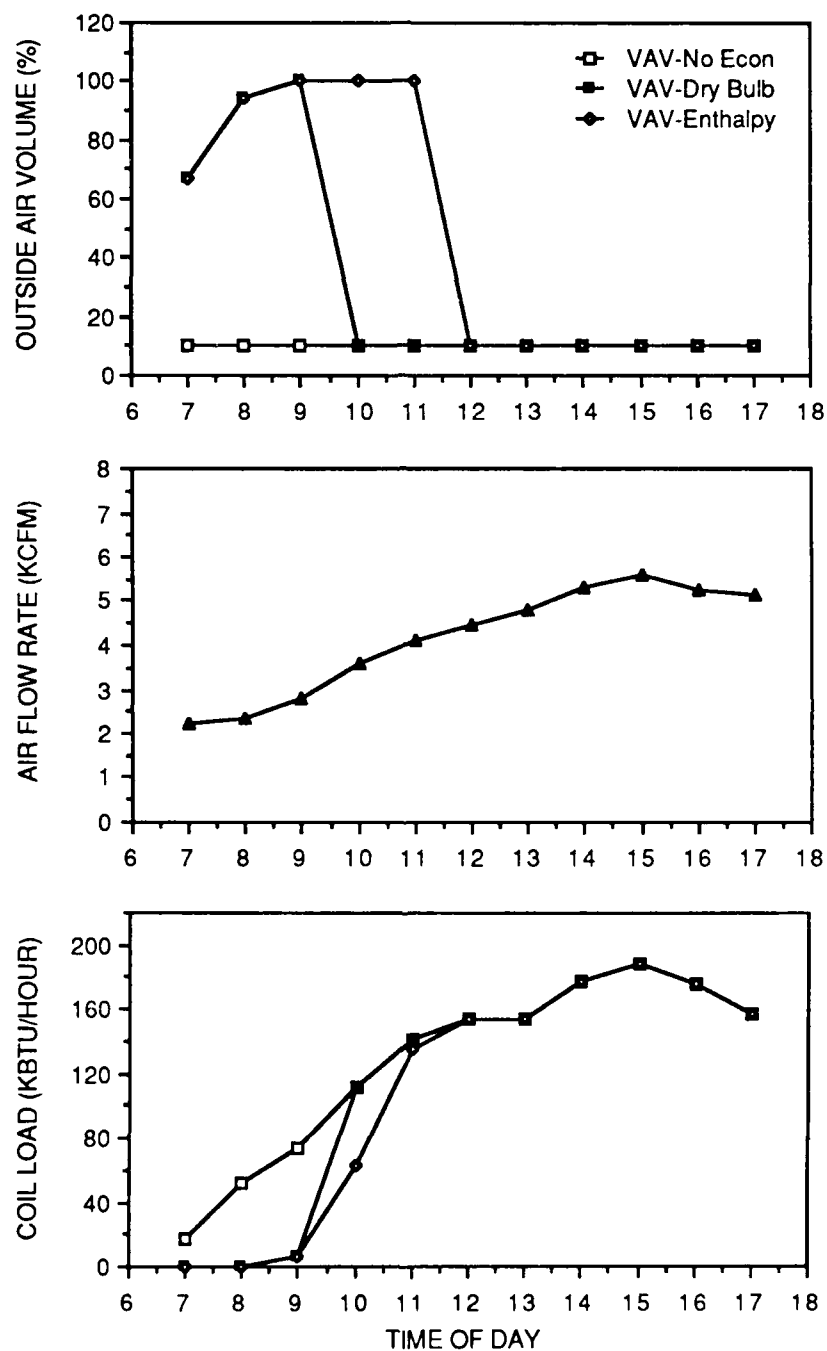 OUTSIDE AIR VOLUME (%)
120
100
80
60
40
20
0
VAV-No Econ
VAV-Dry Bulb
VAV-Enthalpy
6 7 8 9 10 11 12 13 14 15 16 17 18
AIR FLOW RATE (KCFM)
8
7
6
5
4
3
2
1
0
6 7 8 9 10 11 12 13 14 15 16 17 18
COIL LOAD (KBTU/HOUR)
200
160
120
80
40
0
6 7 8 9 10 11 12 13 14 15 16 17 18
TIME OF DAY